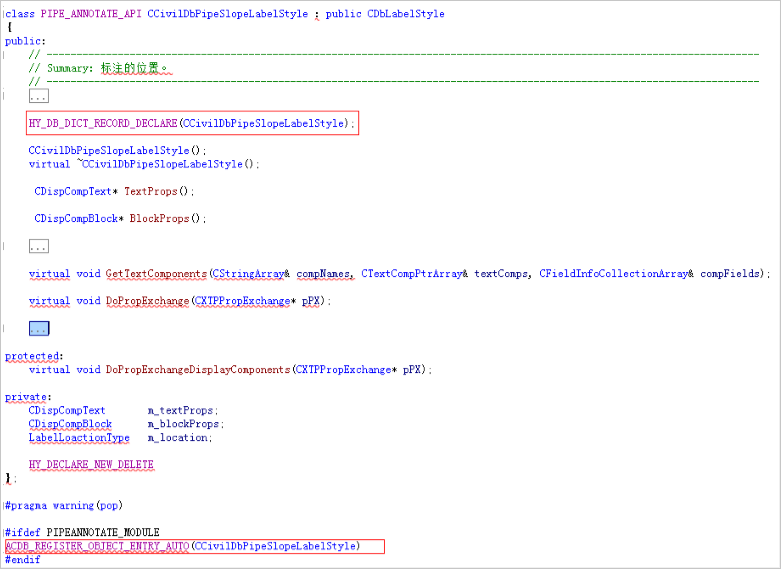 class PIPE_ANNOTATE_API CCivilDbPipeSlopeLabelStyle : public CDbLabelStyle
{
public:
// ------------------------------------------------------------------------------------------------
// Summary: 标注的位置。
// ------------------------------------------------------------------------------------------------
...
HY_DB_DICT_RECORD_DECLARE(CCivilDbPipeSlopeLabelStyle);
CCivilDbPipeSlopeLabelStyle();
virtual ~CCivilDbPipeSlopeLabelStyle();
CDispCompText* TextProps();
CDispCompBlock* BlockProps();
...
virtual void GetTextComponents(CStringArray& compNames, CTextCompPtrArray& textComps, CFieldInfoCollectionArray& compFields);
virtual void DoPropExchange(CXTPPropExchange* pPX);
...
protected:
virtual void DoPropExchangeDisplayComponents(CXTPPropExchange* pPX);
private:
CDispCompText m_textProps;
CDispCompBlock m_blockProps;
LabelLoactionType m_location;
HY_DECLARE_NEW_DELETE
};
#pragma warning(pop)
#ifdef PIPEANNOTATE_MODULE
ACDB_REGISTER_OBJECT_ENTRY_AUTO(CCivilDbPipeSlopeLabelStyle)
#endif